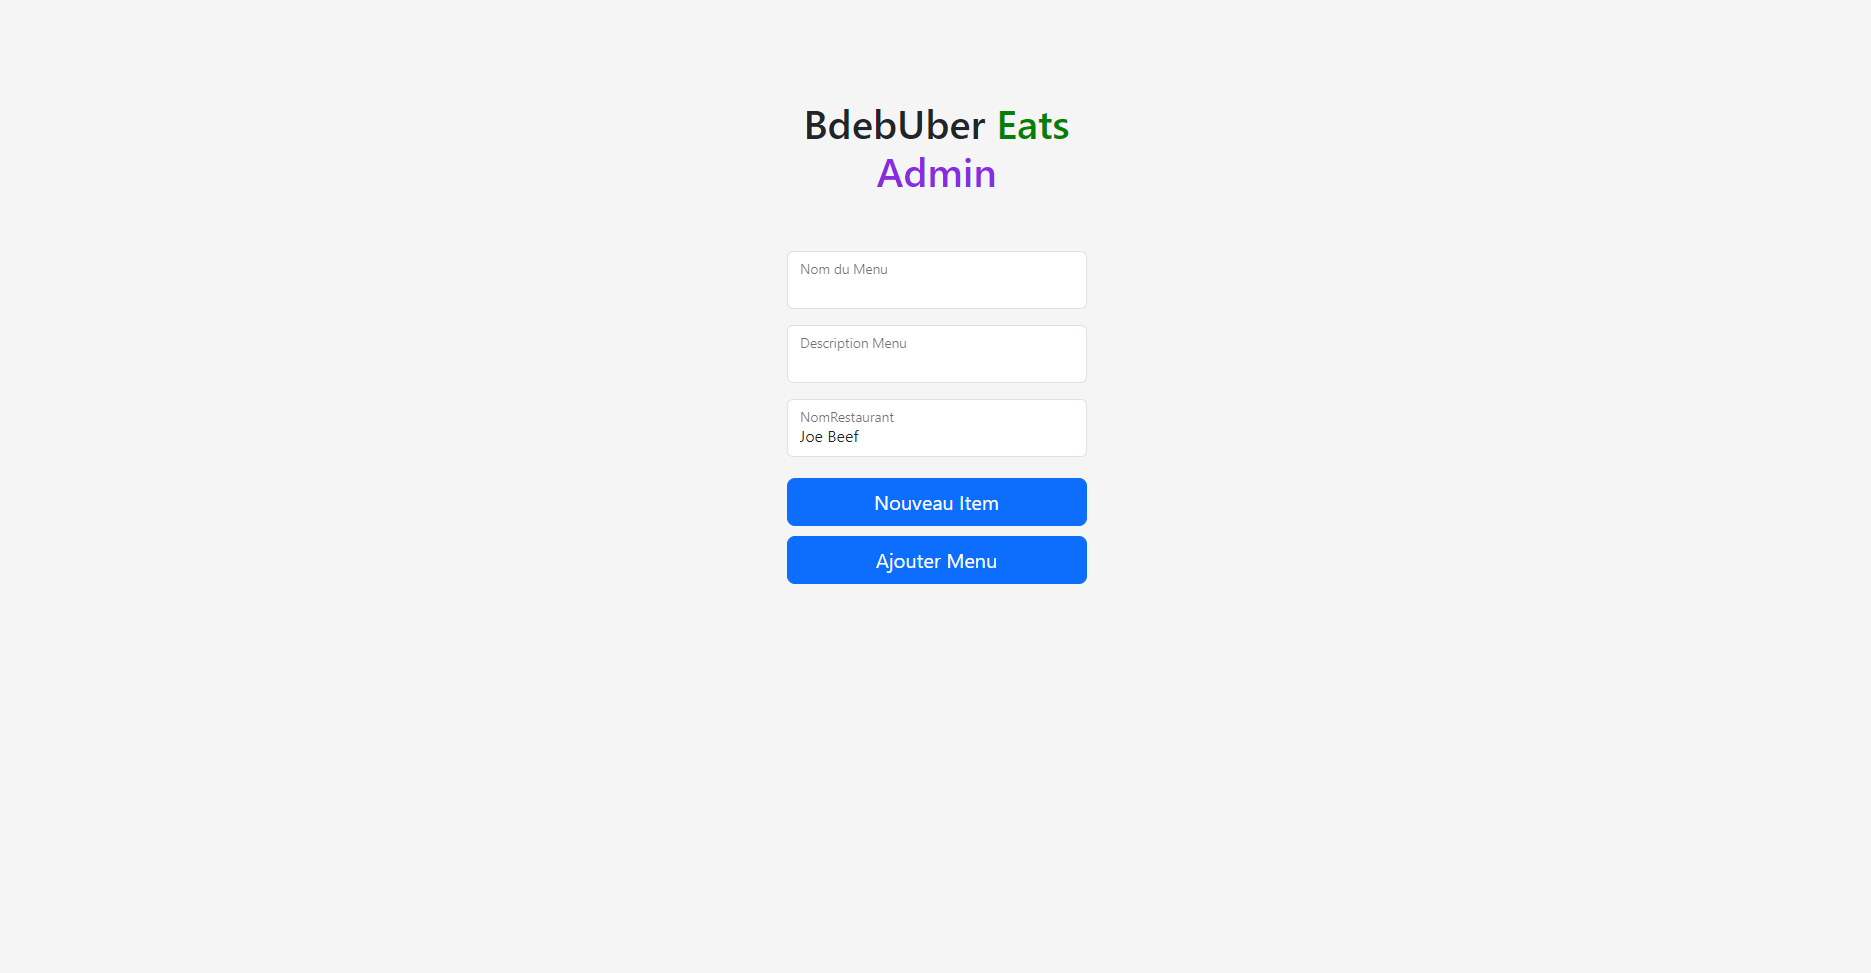 BdebUber Eats
Admin
Nom du Menu
Description Menu
NomRestaurant
Joe Beef
Nouveau Item
Ajouter Menu